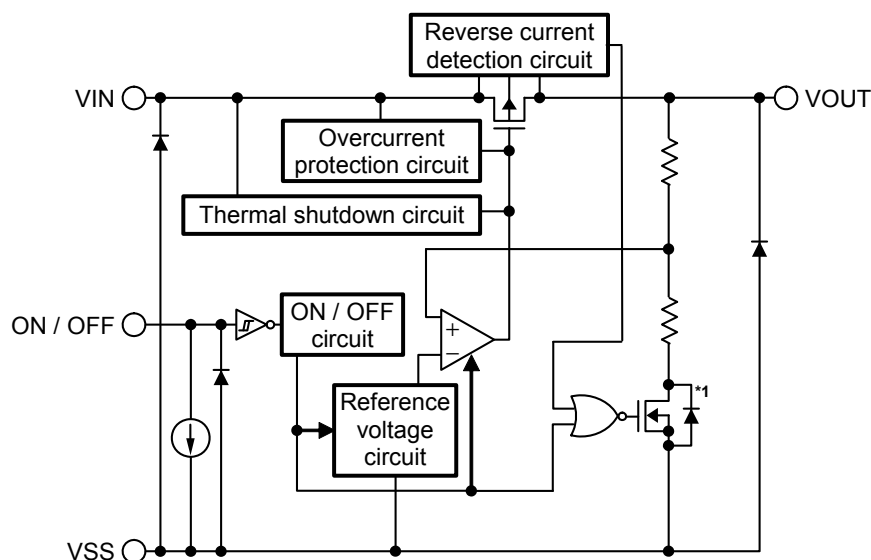 Reverse current
detection circuit
VIN
VOUT
Overcurrent
protection circuit
Thermal shutdown circuit
ON / OFF
ON / OFF
circuit
+
−
*1
Reference
voltage
circuit
VSS